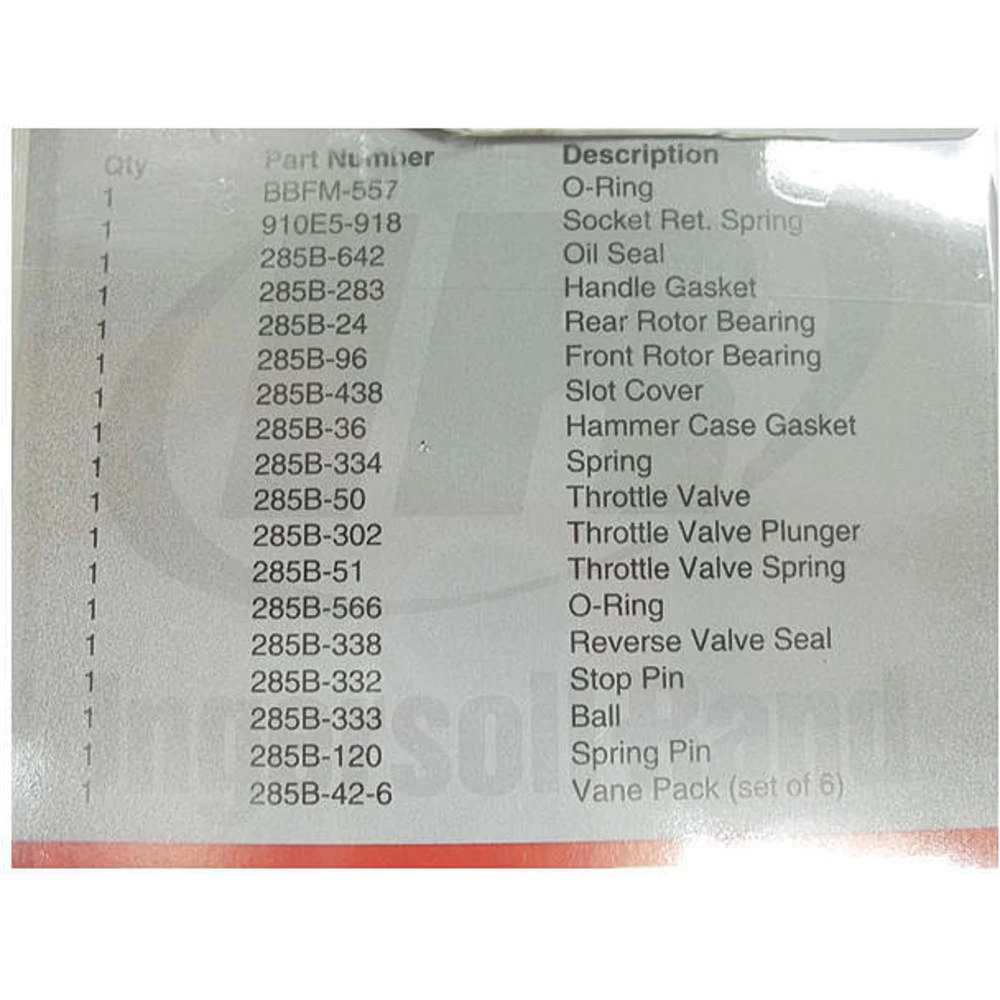 Qty Part Number Description
1 BBFM-557 O-Ring
1 910E5-918 Socket Ret. Spring
1 285B-642 Oil Seal
1 285B-283 Handle Gasket
1 285B-24 Rear Rotor Bearing
1 285B-96 Front Rotor Bearing
1 285B-438 Slot Cover
1 285B-36 Hammer Case Gasket
1 285B-334 Spring
1 285B-50 Throttle Valve
1 285B-302 Throttle Valve Plunger
1 285B-51 Throttle Valve Spring
1 285B-566 O-Ring
1 285B-338 Reverse Valve Seal
1 285B-332 Stop Pin
1 285B-333 Ball
1 285B-120 Spring Pin
1 285B-42-6 Vane Pack (set of 6)
Ingersoll Rand